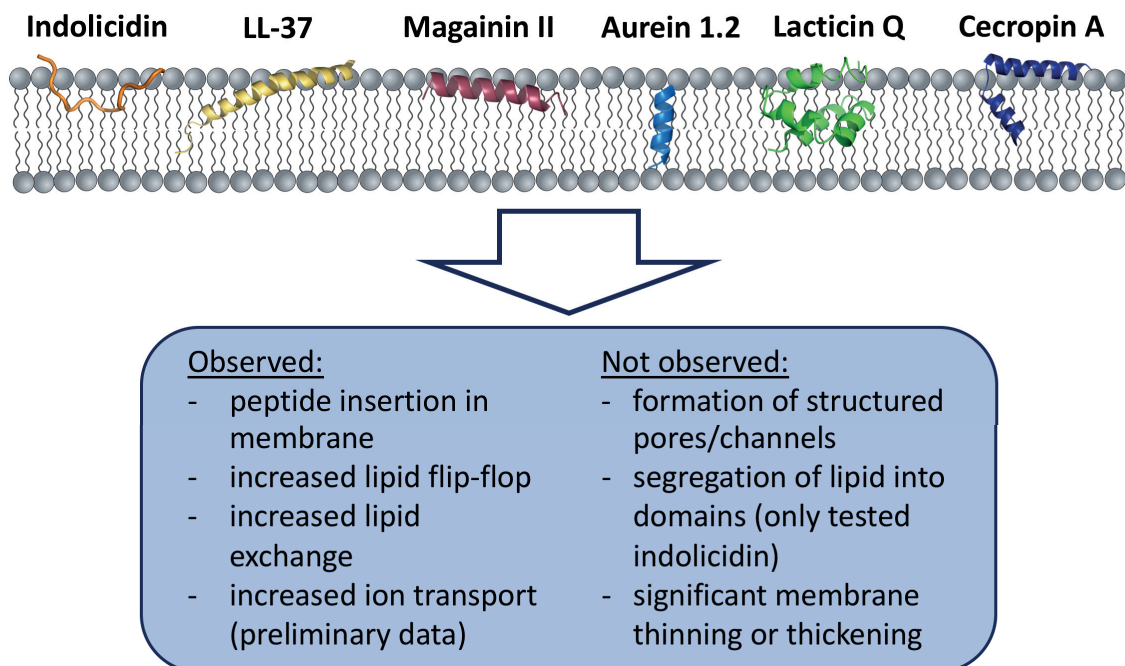 Indolicidin LL-37 Magainin II Aurein 1.2 Lacticin Q Cecropin A
Observed:
- peptide insertion in
membrane
- increased lipid flip-flop
- increased lipid
exchange
- increased ion transport
(preliminary data)
Not observed:
- formation of structured
pores/channels
- segregation of lipid into
domains (only tested
indolicidin)
- significant membrane
thinning or thickening